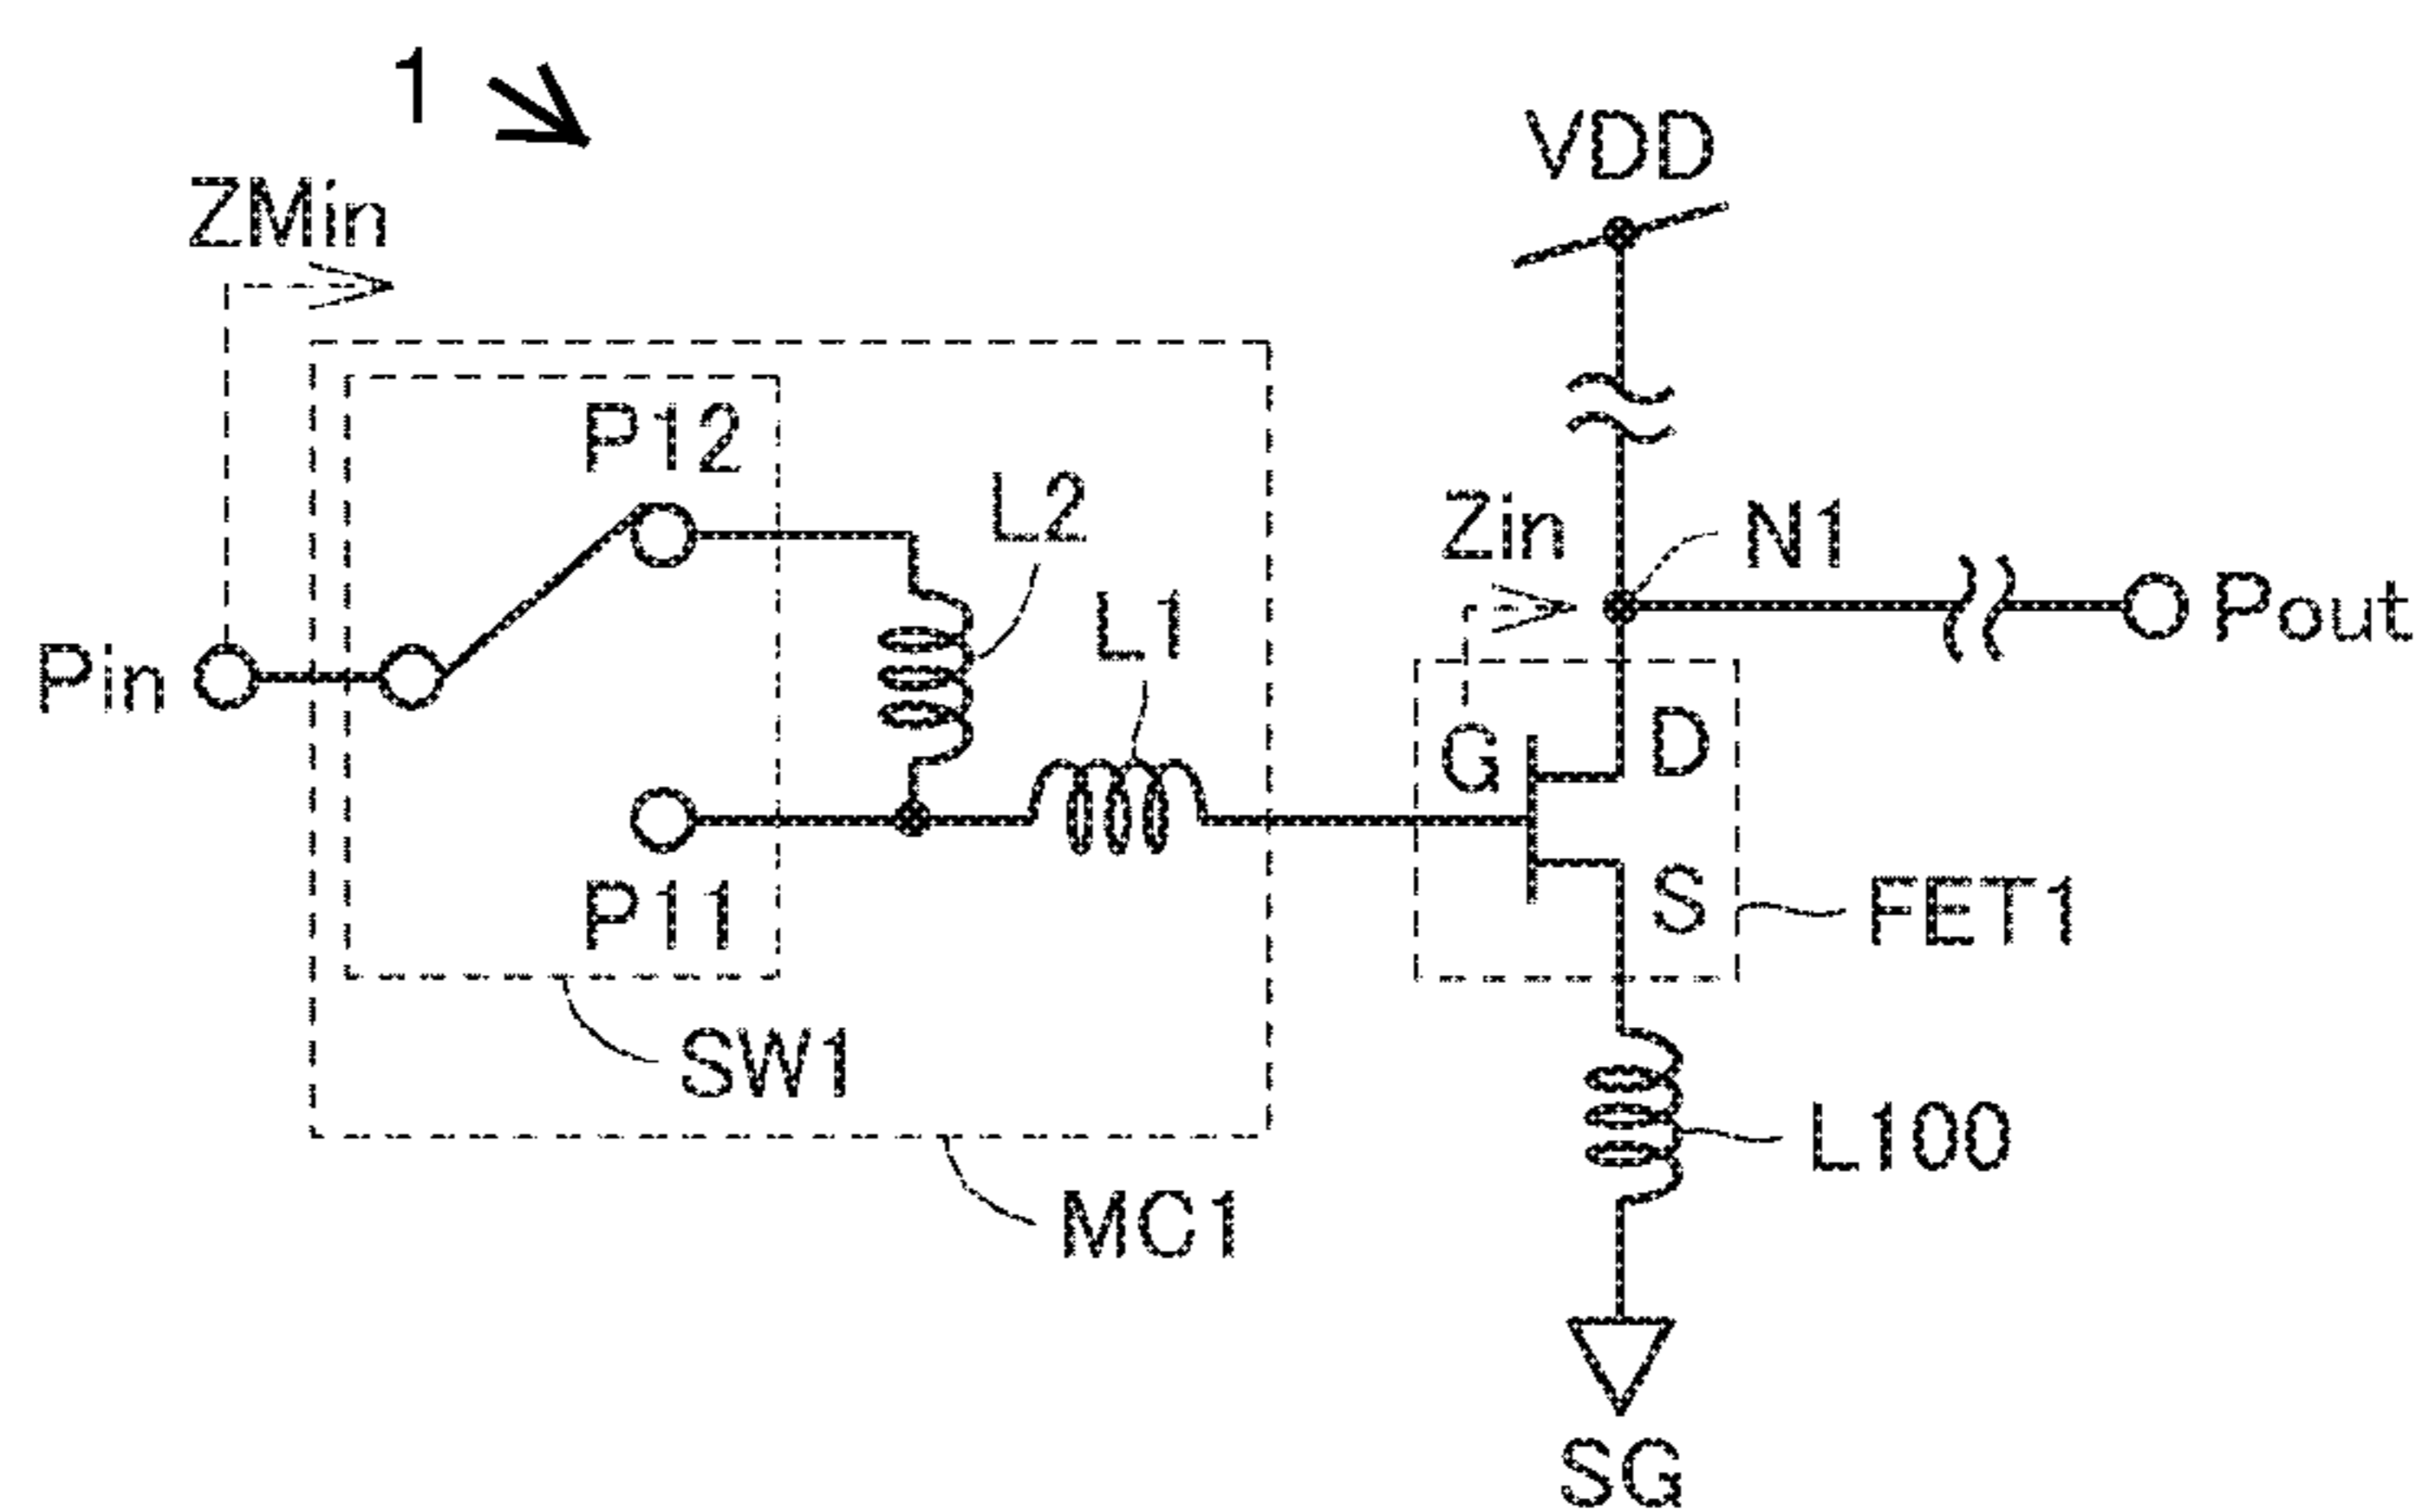 1
VDD
ZMin
P12
L2
Zin
N1
L1
Pout
Pin
G
D
P11
S
FET1
SW1
L100
MC1
SG